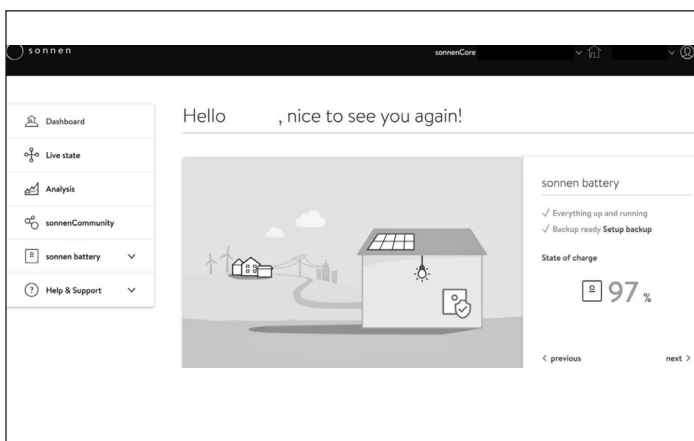 sonnen
sonnenCore
Dashboard
Live state
Analysis
sonnenCommunity
sonnen battery
Help & Support
Hello , nice to see you again!
sonnen battery
√ Everything up and running
√ Backup ready Setup backup
State of charge
97 %
< previous next >